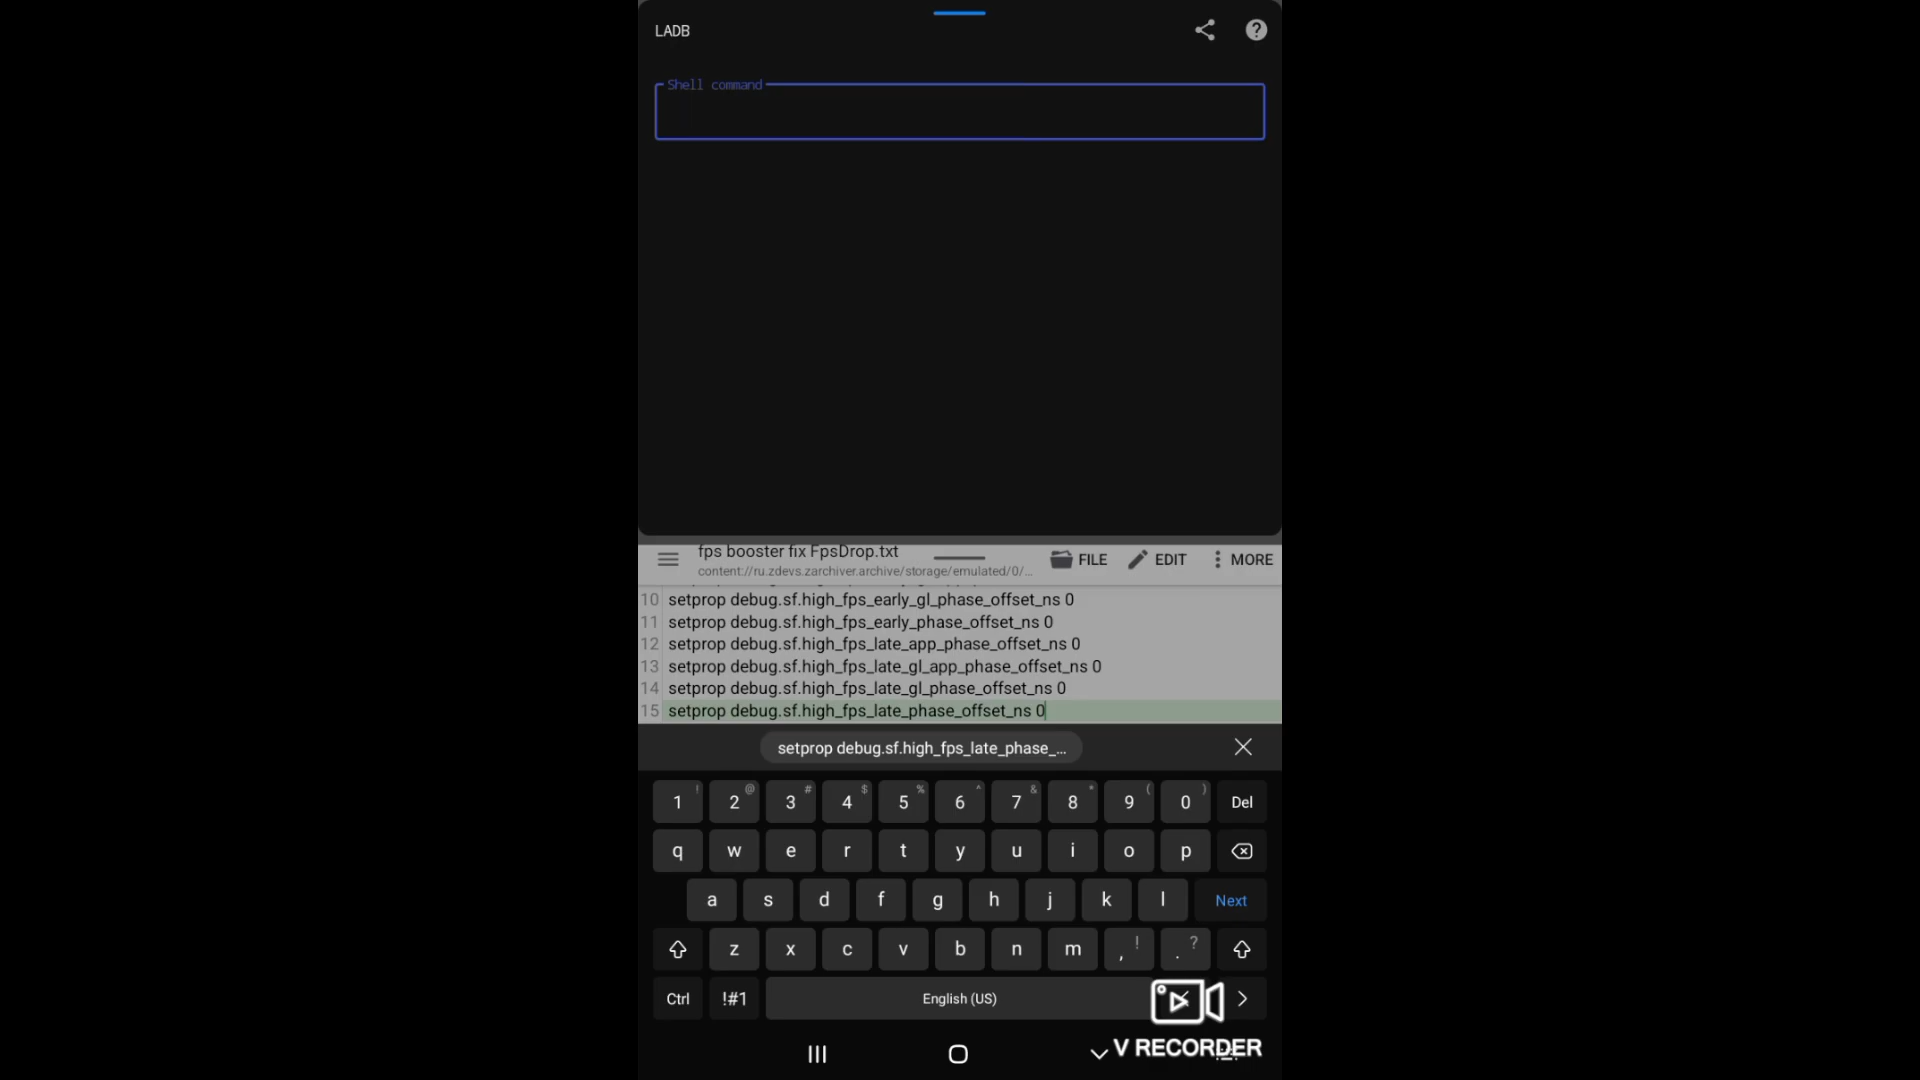 LADB
Shell command
fps booster fix FpsDrop.txt
content://ru.zdevs.zarchiver.archive/storage/emulated/0/...
FILE
EDIT
MORE
10 setprop debug.sf.high_fps_early_gl_phase_offset_ns 0
11 setprop debug.sf.high_fps_early_phase_offset_ns 0
12 setprop debug.sf.high_fps_late_app_phase_offset_ns 0
13 setprop debug.sf.high_fps_late_gl_app_phase_offset_ns 0
14 setprop debug.sf.high_fps_late_gl_phase_offset_ns 0
15 setprop debug.sf.high_fps_late_phase_offset_ns 0
setprop debug.sf.high_fps_late_phase_...
1 ! 2 @ 3 # 4 $ 5 % 6 ^ 7 & 8 * 9 ( 0 ) Del
q w e r t y u i o p
a s d f g h j k l Next
z x c v b n m , ! . ?
Ctrl !#1 English (US)
V RECORDER